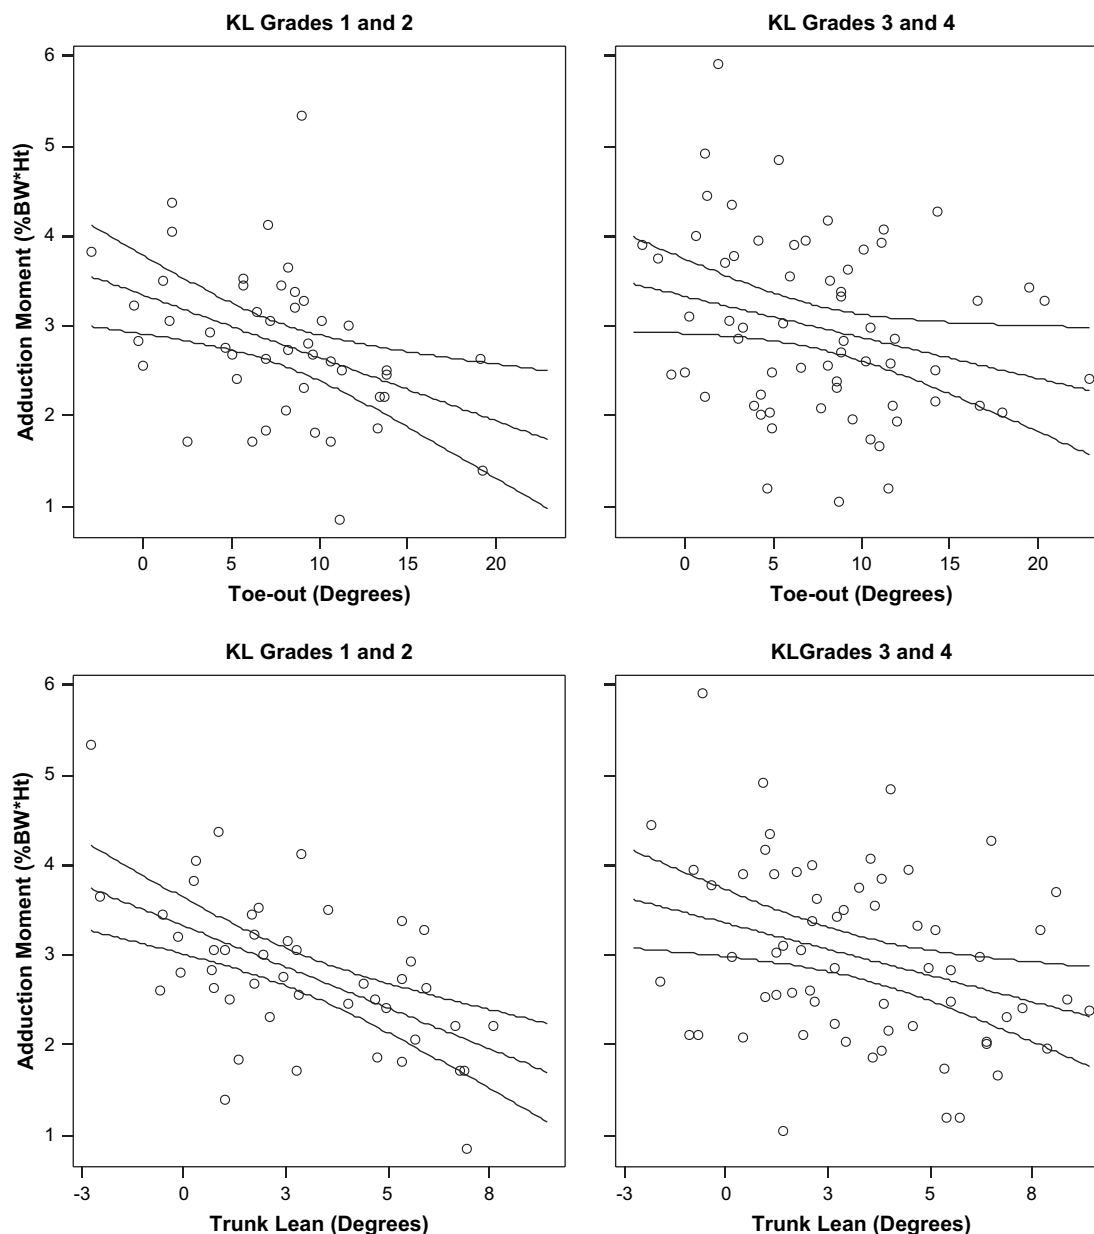 KL Grades 1 and 2
KL Grades 3 and 4
6
5
4
3
2
1
Adduction Moment (%BW*Ht)
0 5 10 15 20
0 5 10 15 20
Toe-out (Degrees)
Toe-out (Degrees)
KL Grades 1 and 2
KLGrades 3 and 4
6
5
4
3
2
1
Adduction Moment (%BW*Ht)
-3 0 3 5 8
-3 0 3 5 8
Trunk Lean (Degrees)
Trunk Lean (Degrees)